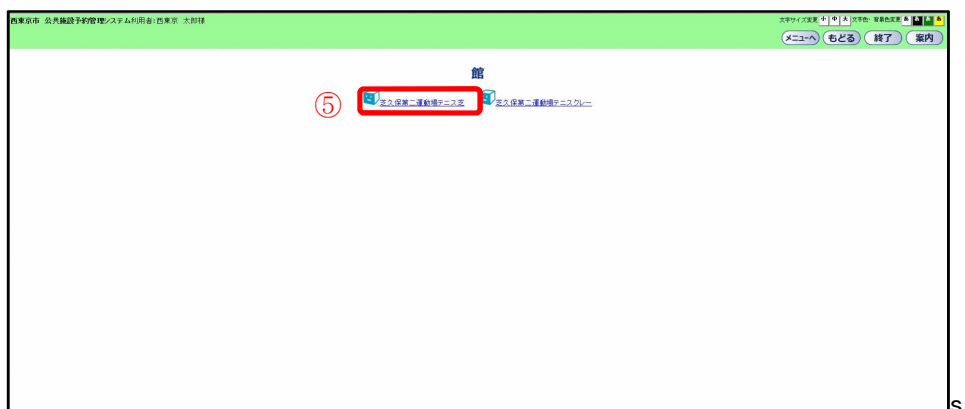 西東京市 公共施設予約管理システム利用者:西東京 太郎様
文字サイズ変更 小 中 大 文字色・背景色変更 あ あ あ あ
メニューへ もどる 終了 案内
館
⑤ 芝久保第二運動場テニス芝 芝久保第二運動場テニスクレー
s